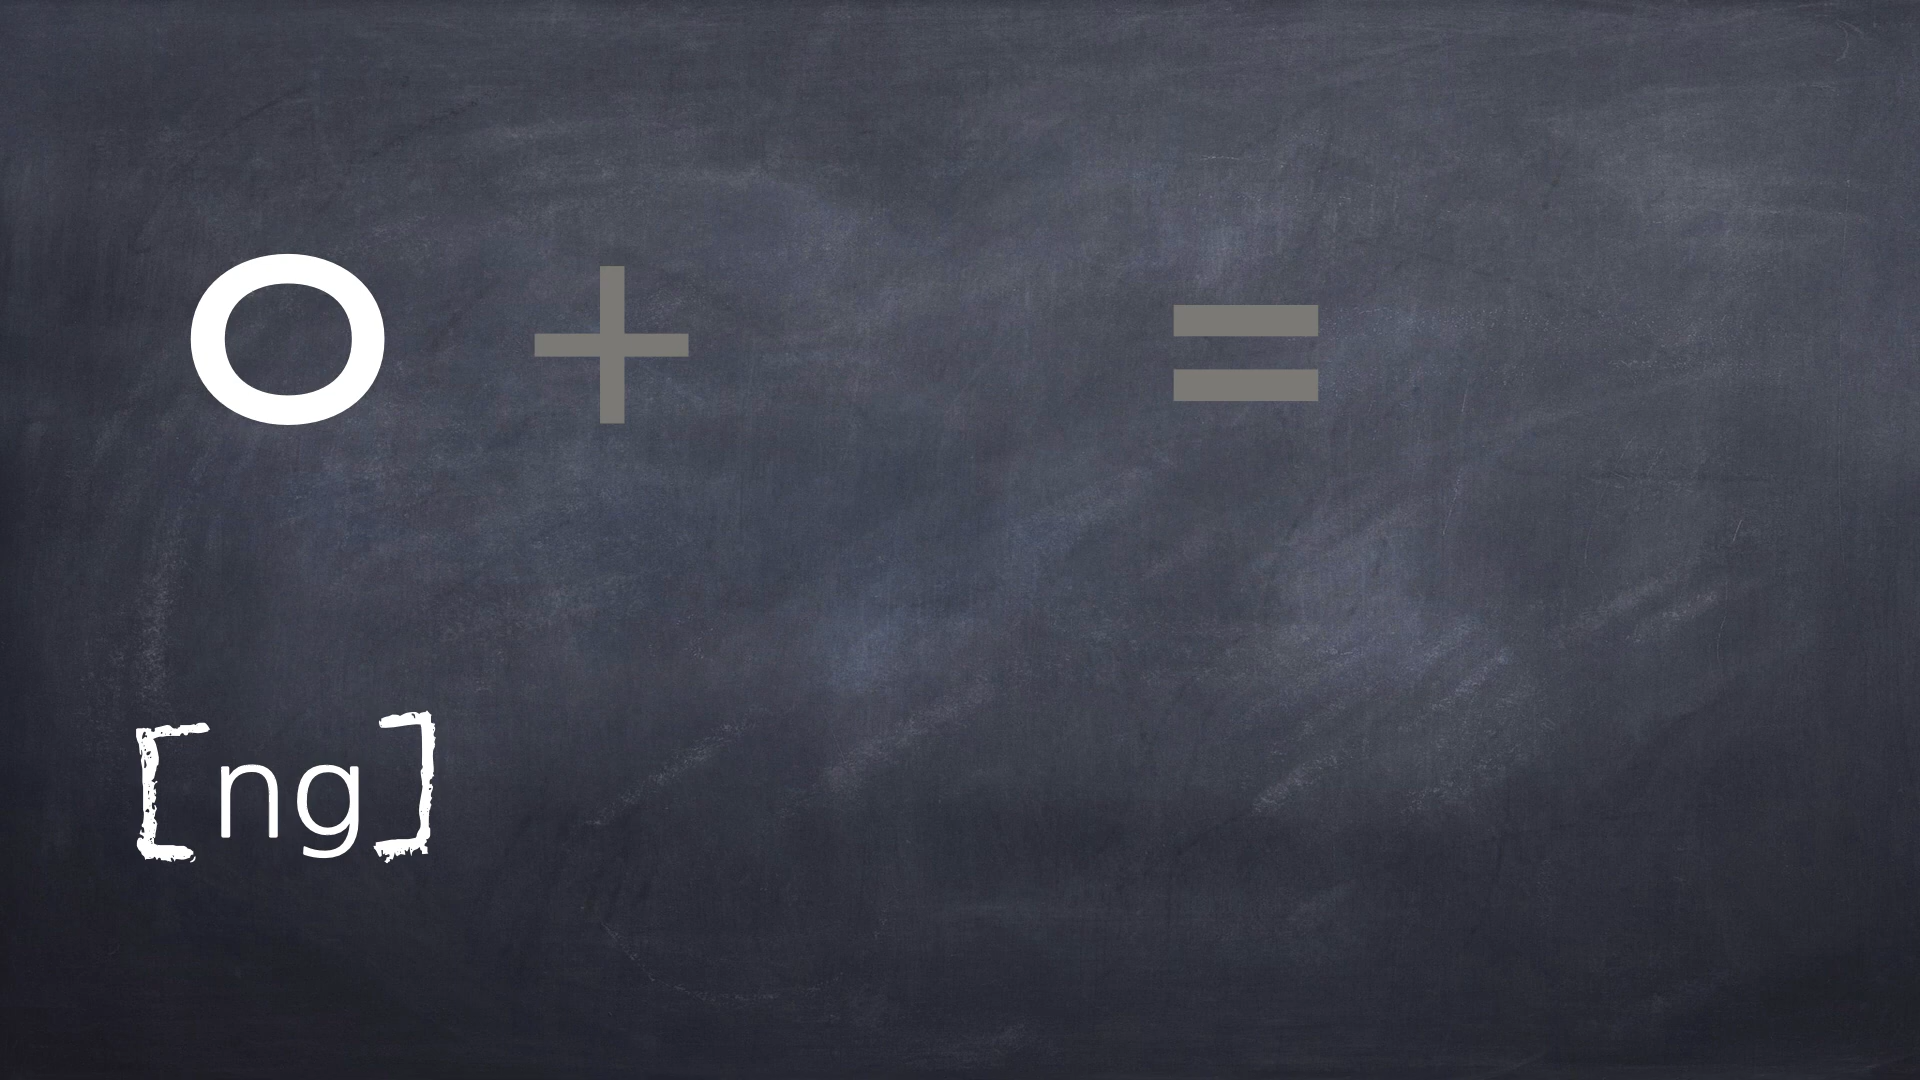 ㅇ + =
[ng]